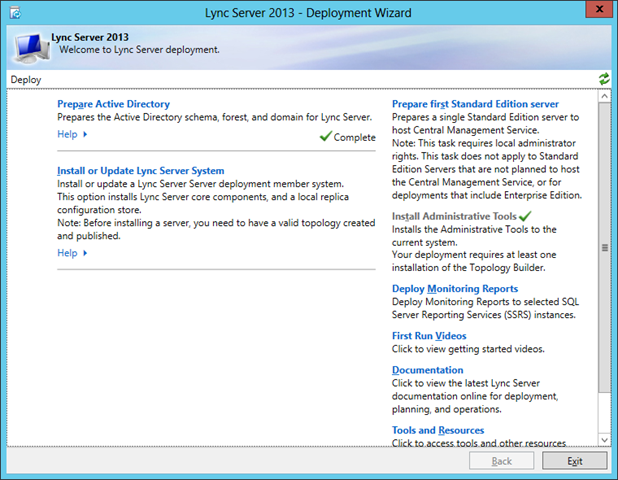 Lync Server 2013 - Deployment Wizard
Lync Server 2013
Welcome to Lync Server deployment.
Deploy
Prepare Active Directory
Prepares the Active Directory schema, forest, and domain for Lync Server.
Help
Complete
Install or Update Lync Server System
Install or update a Lync Server Server deployment member system.
This option installs Lync Server core components, and a local replica
configuration store.
Note: Before installing a server, you need to have a valid topology created
and published.
Help
Prepare first Standard Edition server
Prepares a single Standard Edition server to
host Central Management Service.
Note: This task requires local administrator
rights. This task does not apply to Standard
Edition Servers that are not planned to host
the Central Management Service, or for
deployments that include Enterprise Edition.
Install Administrative Tools
Installs the Administrative Tools to the
current system.
Your deployment requires at least one
installation of the Topology Builder.
Deploy Monitoring Reports
Deploy Monitoring Reports to selected SQL
Server Reporting Services (SSRS) instances.
First Run Videos
Click to view getting started videos.
Documentation
Click to view the latest Lync Server
documentation online for deployment,
planning, and operations.
Tools and Resources
Click to access tools and other resources
Back
Exit